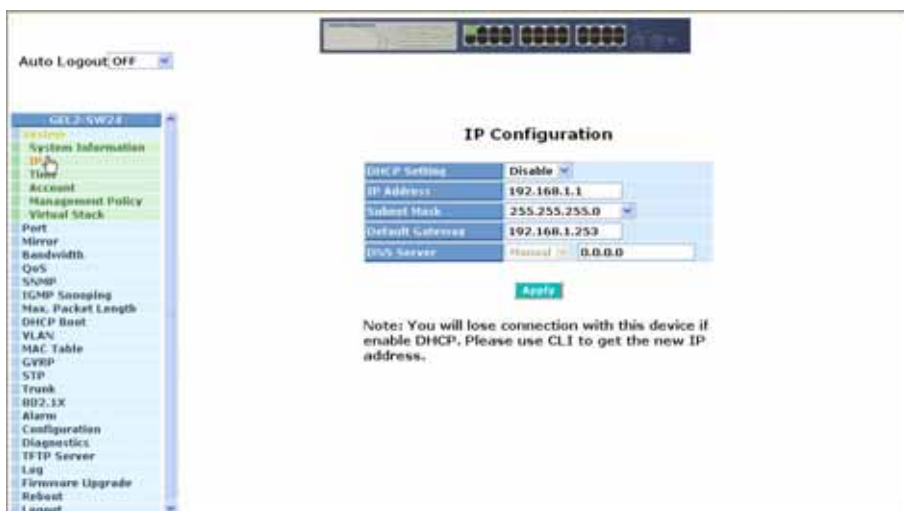 Auto Logout OFF
GEL2-SW24
System
System Information
IP
Time
Account
Management Policy
Virtual Stack
Port
Mirror
Bandwidth
QoS
SNMP
IGMP Snooping
Max. Packet Length
DHCP Boot
VLAN
MAC Table
GVRP
STP
Trunk
802.1X
Alarm
Configuration
Diagnostics
TFTP Server
Log
Firmware Upgrade
Reboot
Logout
IP Configuration
DHCP Setting Disable
IP Address 192.168.1.1
Subnet Mask 255.255.255.0
Default Gateway 192.168.1.253
DNS Server Manual 0.0.0.0
Apply
Note: You will lose connection with this device if
enable DHCP. Please use CLI to get the new IP
address.